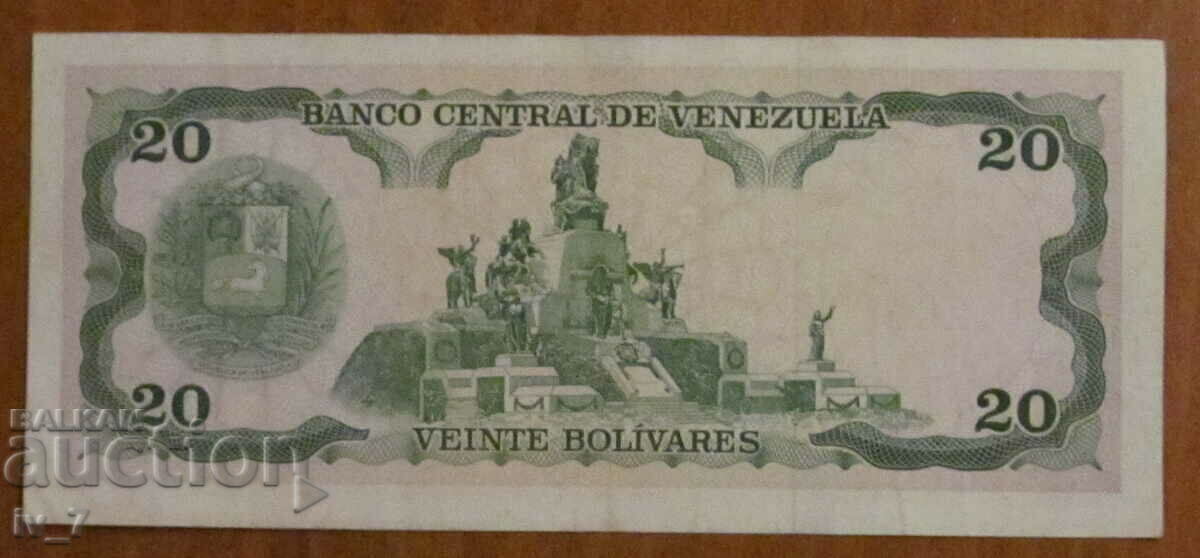 BANCO CENTRAL DE VENEZUELA
20
20
20
20
VEINTE BOLÍVARES
BALKAN
auction
iv_7